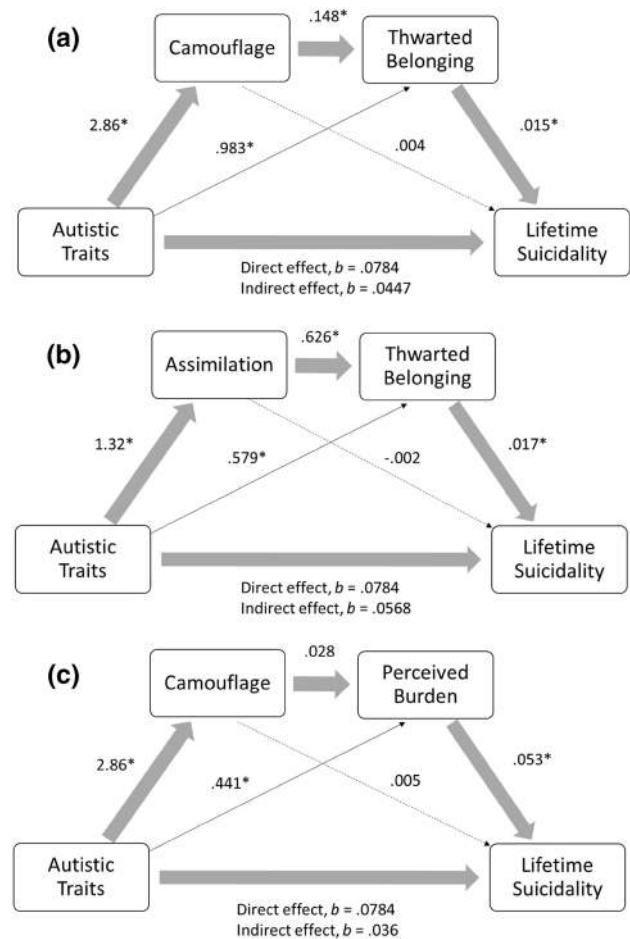 (a)
.148*
Camouflage
Thwarted
Belonging
2.86*
.983*
.004
.015*
Autistic
Traits
Lifetime
Suicidality
Direct effect, b = .0784
Indirect effect, b = .0447
(b)
.626*
Assimilation
Thwarted
Belonging
1.32*
.579*
-.002
.017*
Autistic
Traits
Lifetime
Suicidality
Direct effect, b = .0784
Indirect effect, b = .0568
(c)
.028
Camouflage
Perceived
Burden
2.86*
.441*
.005
.053*
Autistic
Traits
Lifetime
Suicidality
Direct effect, b = .0784
Indirect effect, b = .036